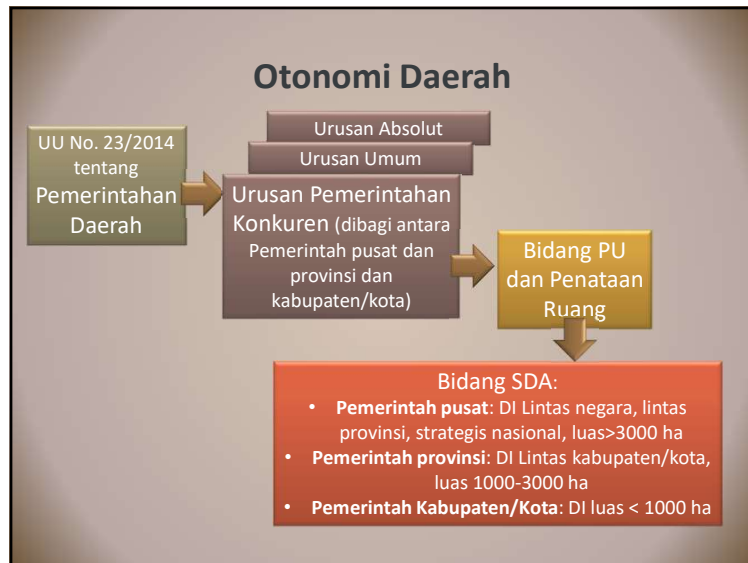 Otonomi Daerah
UU No. 23/2014
tentang
Pemerintahan
Daerah
Urusan Absolut
Urusan Umum
Urusan Pemerintahan
Konkuren (dibagi antara
Pemerintah pusat dan
provinsi dan
kabupaten/kota)
Bidang PU
dan Penataan
Ruang
Bidang SDA:
• Pemerintah pusat: DI Lintas negara, lintas
provinsi, strategis nasional, luas>3000 ha
• Pemerintah provinsi: DI Lintas kabupaten/kota,
luas 1000-3000 ha
• Pemerintah Kabupaten/Kota: DI luas < 1000 ha